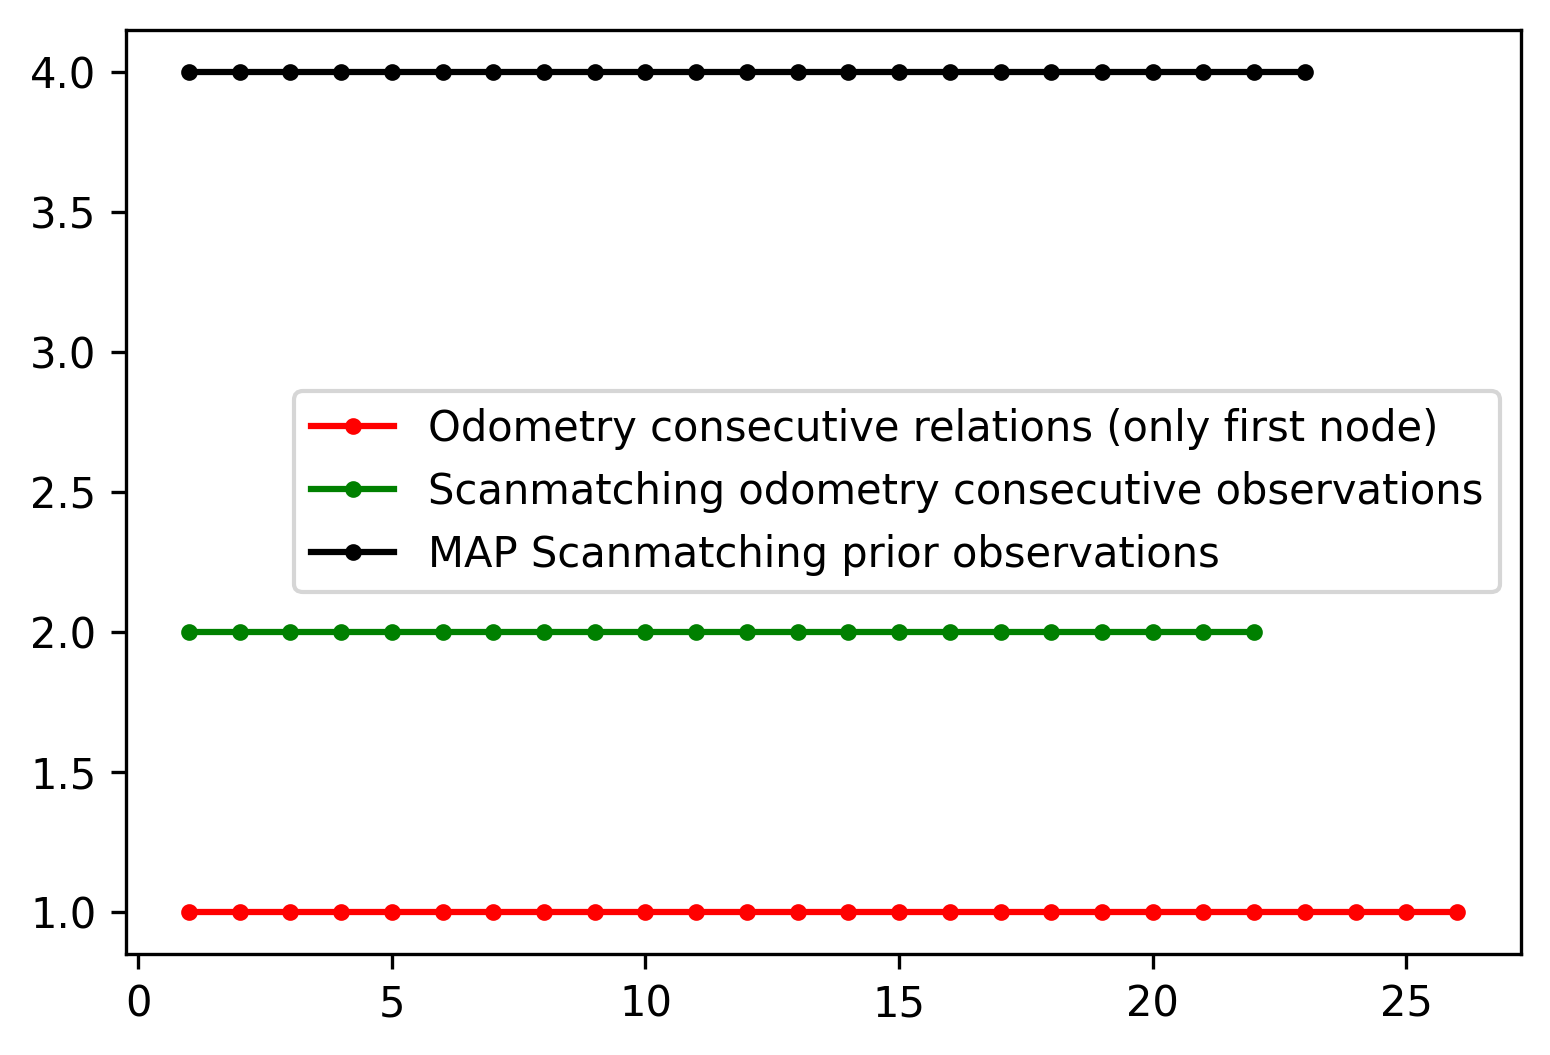 4.0
3.5
3.0
2.5
2.0
1.5
1.0
Odometry consecutive relations (only first node)
Scanmatching odometry consecutive observations
MAP Scanmatching prior observations
0 5 10 15 20 25